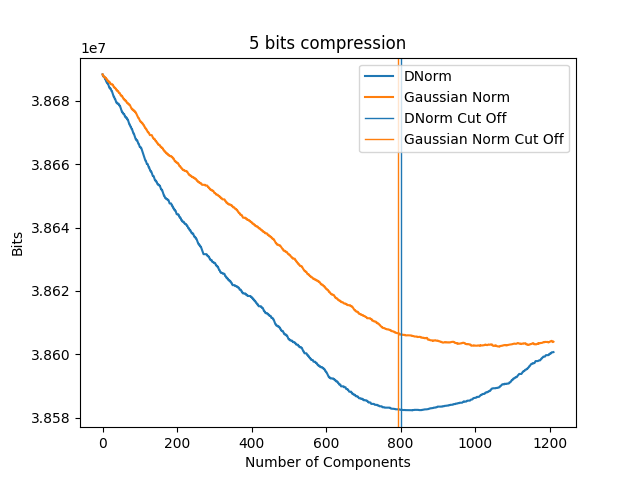 5 bits compression
1e7
DNorm
Gaussian Norm
DNorm Cut Off
Gaussian Norm Cut Off
3.868
3.866
3.864
3.862
3.860
3.858
Bits
0 200 400 600 800 1000 1200
Number of Components